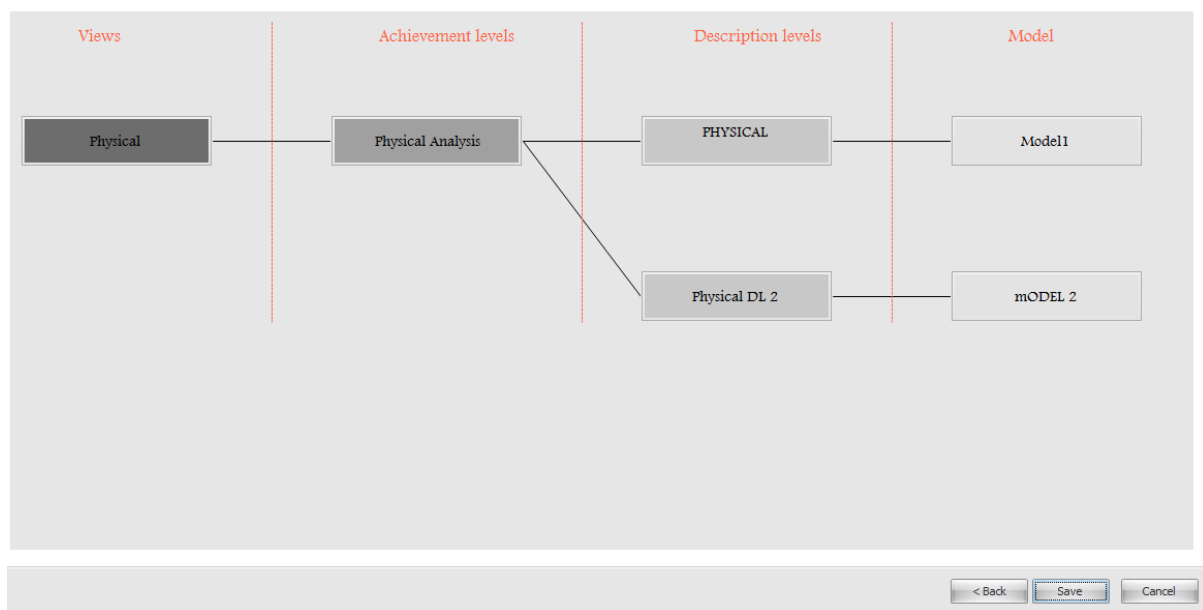 Views Achievement levels Description levels Model
Physical Physical Analysis PHYSICAL Model1
Physical DL 2 mODEL 2
< Back Save Cancel